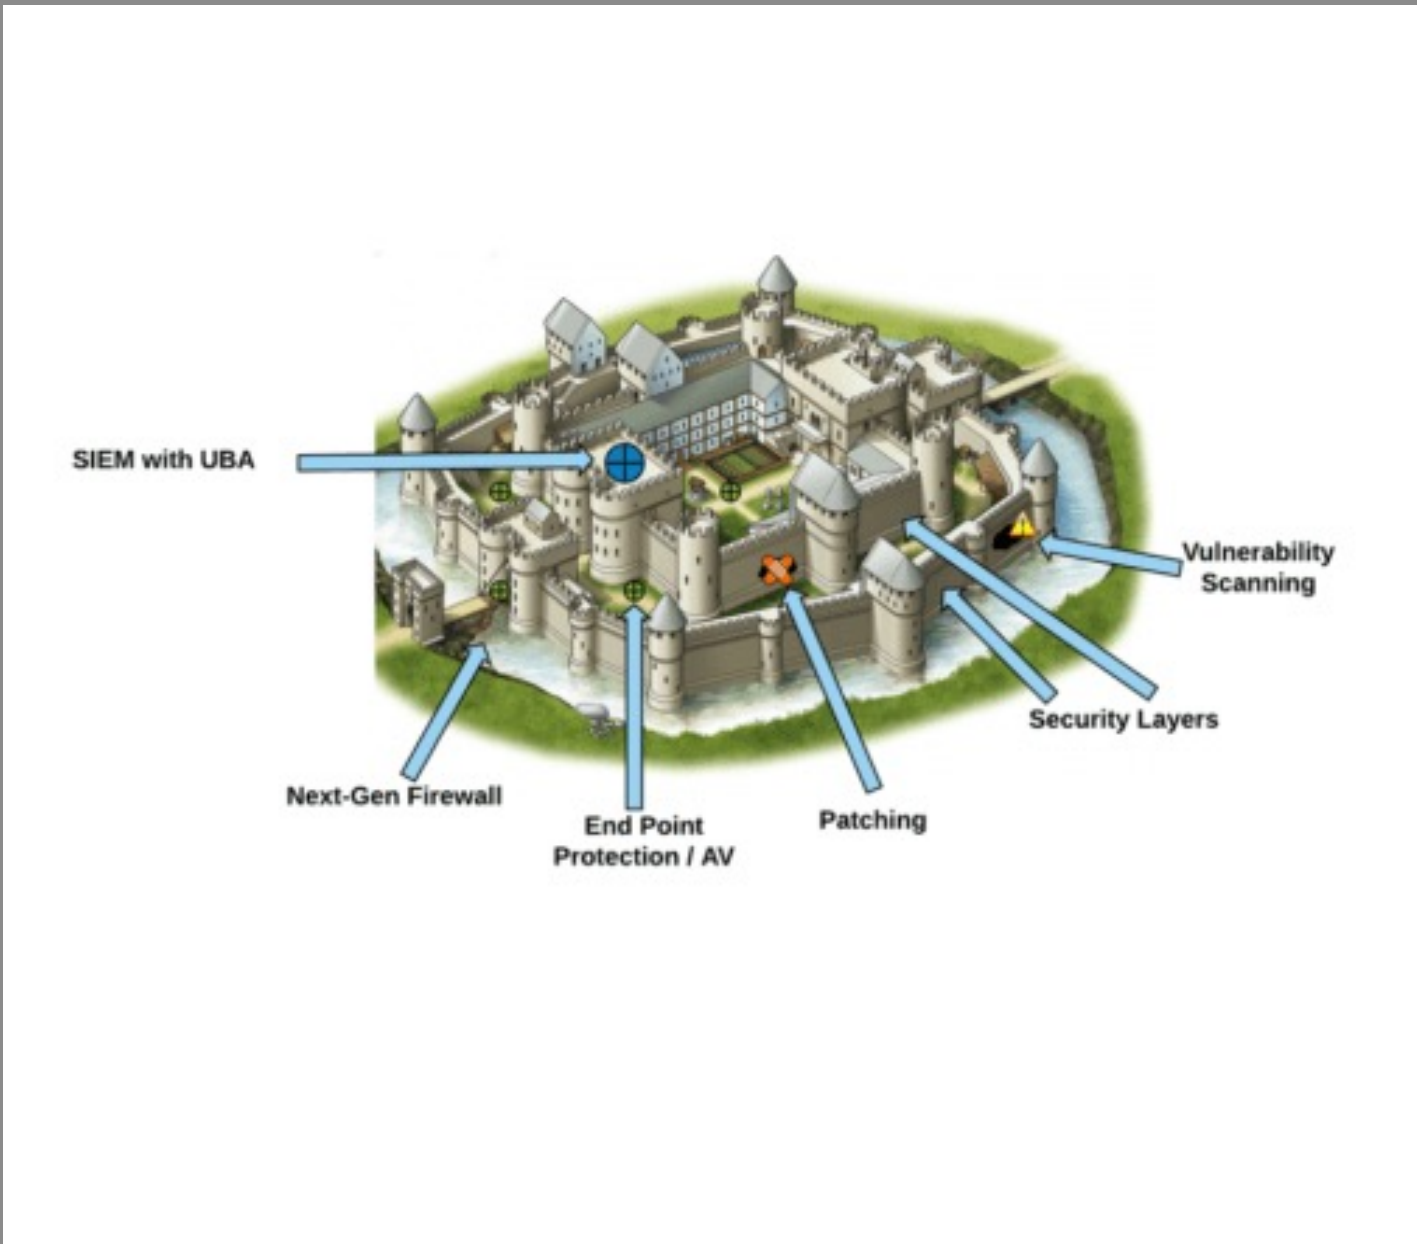 SIEM with UBA
Vulnerability
Scanning
Security Layers
Next-Gen Firewall
End Point
Protection / AV
Patching